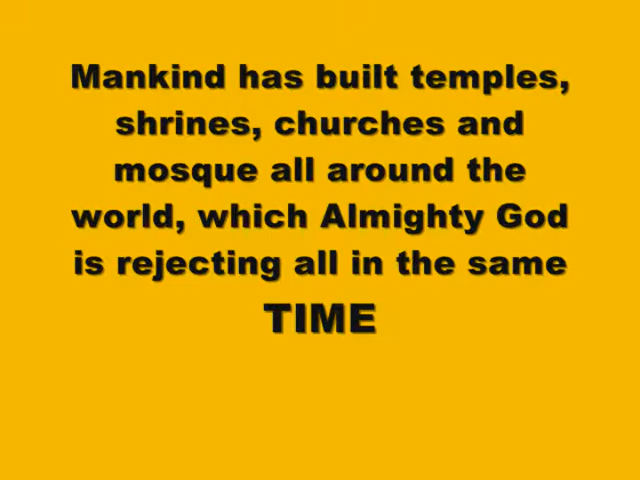 Mankind has built temples,
shrines, churches and
mosque all around the
world, which Almighty God
is rejecting all in the same
TIME